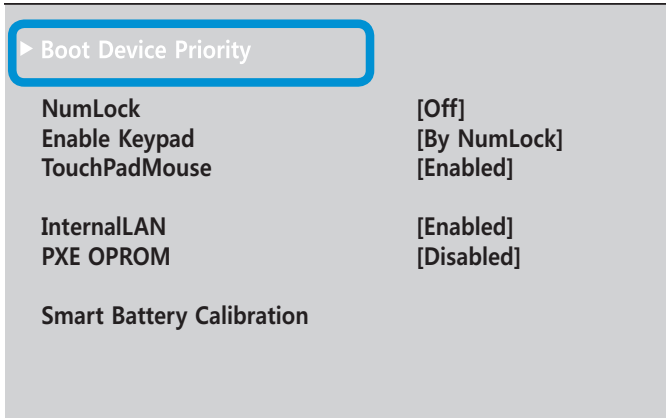 Boot Device Priority
NumLock [Off]
Enable Keypad [By NumLock]
TouchPadMouse [Enabled]
InternalLAN [Enabled]
PXE OPROM [Disabled]
Smart Battery Calibration